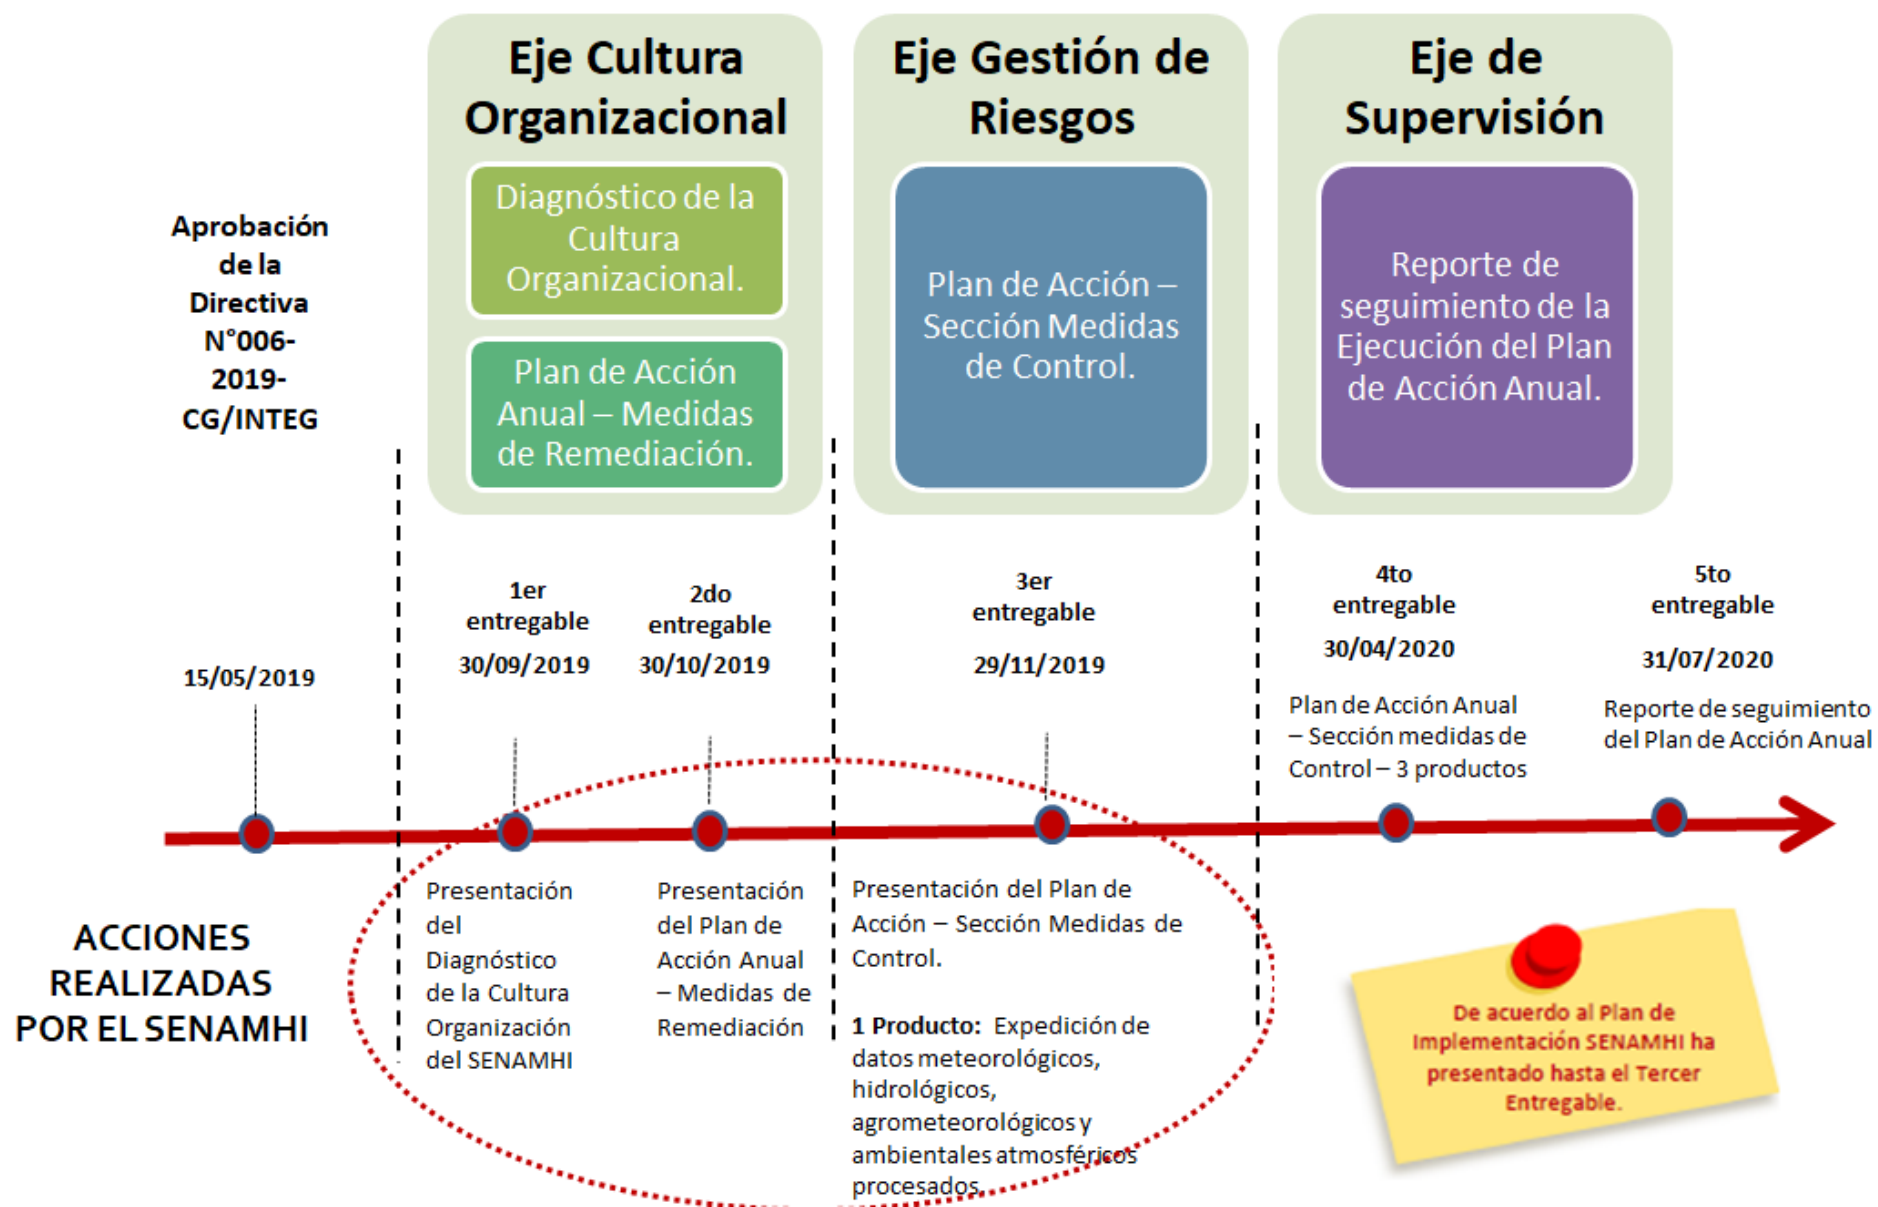 Eje Cultura
Organizacional
Diagnóstico de la
Cultura
Organizacional.
Plan de Acción
Anual – Medidas
de Remediación.
Eje Gestión de
Riesgos
Plan de Acción –
Sección Medidas
de Control.
Eje de
Supervisión
Reporte de
seguimiento de la
Ejecución del Plan
de Acción Anual.
Aprobación
de la
Directiva
N°006-
2019-
CG/INTEG
15/05/2019
1er
entregable
30/09/2019
2do
entregable
30/10/2019
3er
entregable
29/11/2019
4to
entregable
30/04/2020
Plan de Acción Anual
– Sección medidas de
Control – 3 productos
5to
entregable
31/07/2020
Reporte de seguimiento
del Plan de Acción Anual
ACCIONES
REALIZADAS
POR EL SENAMHI
Presentación
del
Diagnóstico
de la Cultura
Organización
del SENAMHI
Presentación
del Plan de
Acción Anual
– Medidas de
Remediación
Presentación del Plan de
Acción – Sección Medidas de
Control.
1 Producto: Expedición de
datos meteorológicos,
hidrológicos,
agrometeorológicos y
ambientales atmosféricos
procesados.
De acuerdo al Plan de
Implementación SENAMHI ha
presentado hasta el Tercer
Entregable.